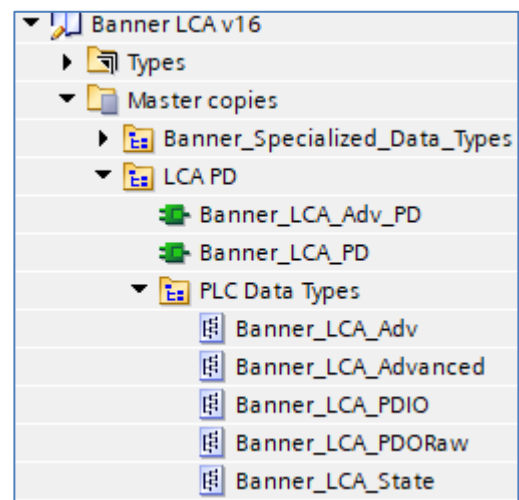 Banner LCA v16
Types
Master copies
Banner_Specialized_Data_Types
LCA PD
Banner_LCA_Adv_PD
Banner_LCA_PD
PLC Data Types
Banner_LCA_Adv
Banner_LCA_Advanced
Banner_LCA_PDIO
Banner_LCA_PDORaw
Banner_LCA_State